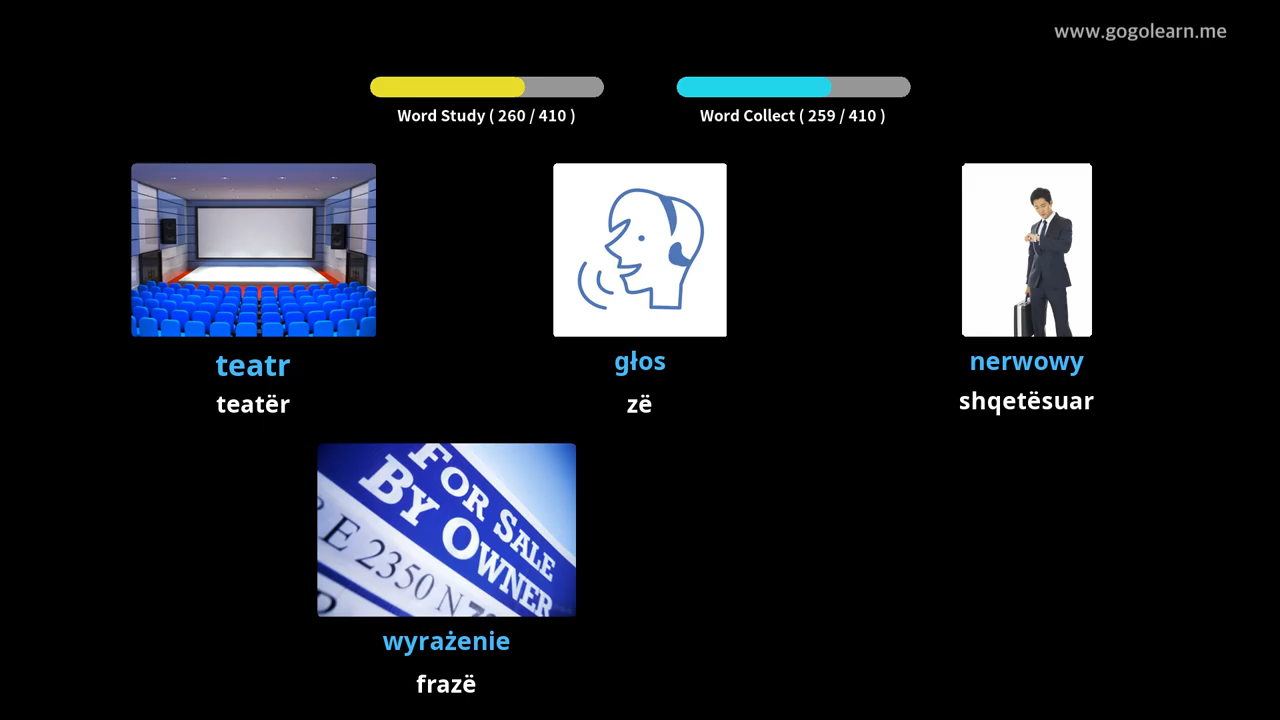 www.gogolearn.me
Word Study ( 260 / 410 )
Word Collect ( 259 / 410 )
teatr
teatër
głos
zë
nerwowy
shqetësuar
FOR SALE
BY OWNER
E 2350 N
wyrażenie
frazë